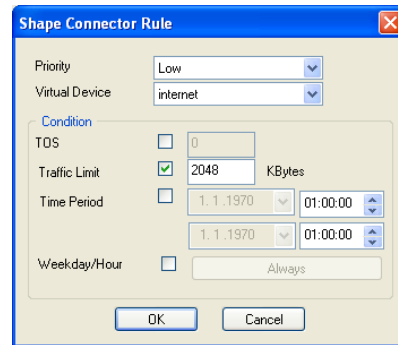 Shape Connector Rule
Priority Low
Virtual Device internet
Condition
TOS 0
Traffic Limit 2048 KBytes
Time Period 1. 1 .1970 01:00:00
1. 1 .1970 01:00:00
Weekday/Hour Always
OK Cancel